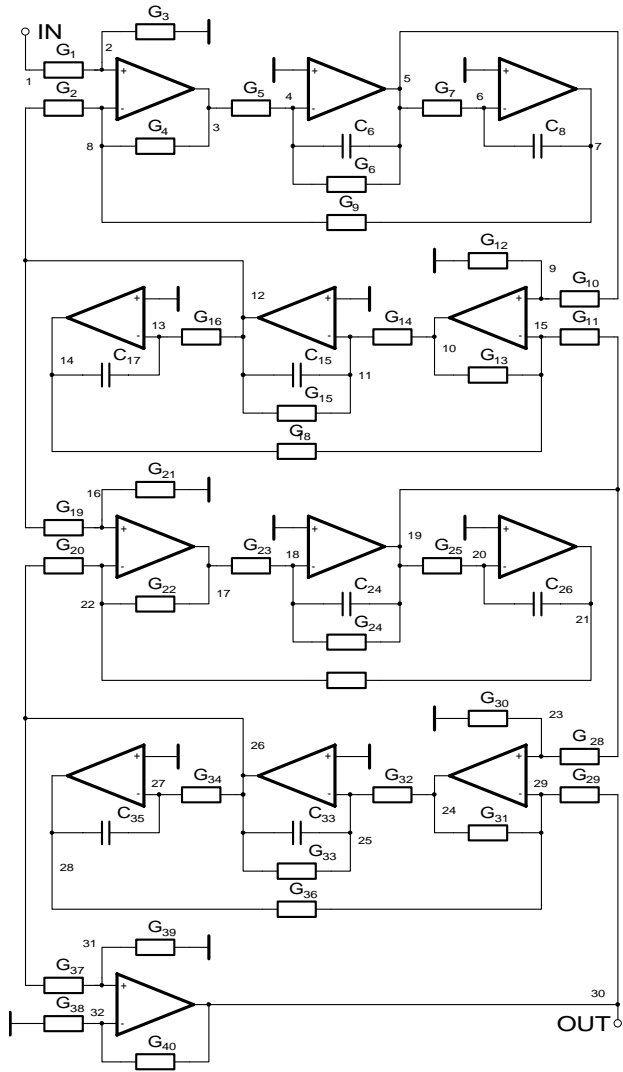 G3
IN
G1 2
1
G2
G4 G5 4 5 G7 6
8 3 C6 C8 7
G6
G9
G12 9
G10
12
13 G16 G14 15 G11
14 C17 C15 11 10 G13
G15
G18
G21
16
G19
G20 G23 18 19 G25 20
22 G22 17 C24 C26
G24 21
G30 23
G28
26
27 G34 G32 29 G29
C35 C33 24 G31
28 25
G33
G36
G39
31
G37
30
G38 32
OUT
G40